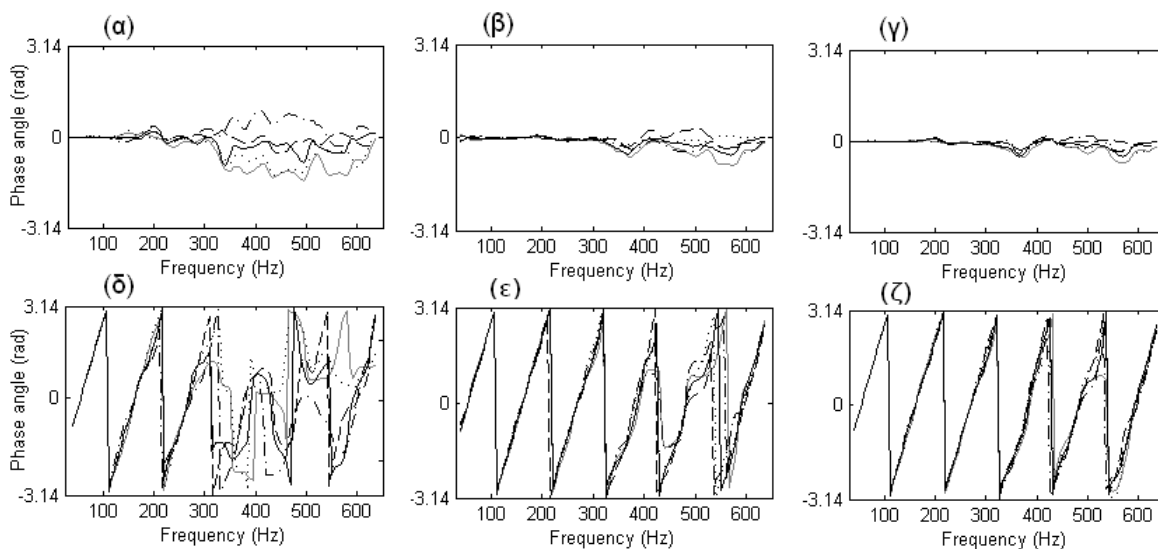 (α) (β) (γ)
3.14 3.14 3.14
Phase angle (rad)
0 0 0
-3.14 -3.14 -3.14
100 200 300 400 500 600 100 200 300 400 500 600 100 200 300 400 500 600
Frequency (Hz) Frequency (Hz) Frequency (Hz)
(δ) (ε) (ζ)
3.14 3.14 3.14
Phase angle (rad)
0 0 0
-3.14 -3.14 -3.14
100 200 300 400 500 600 100 200 300 400 500 600 100 200 300 400 500 600
Frequency (Hz) Frequency (Hz) Frequency (Hz)